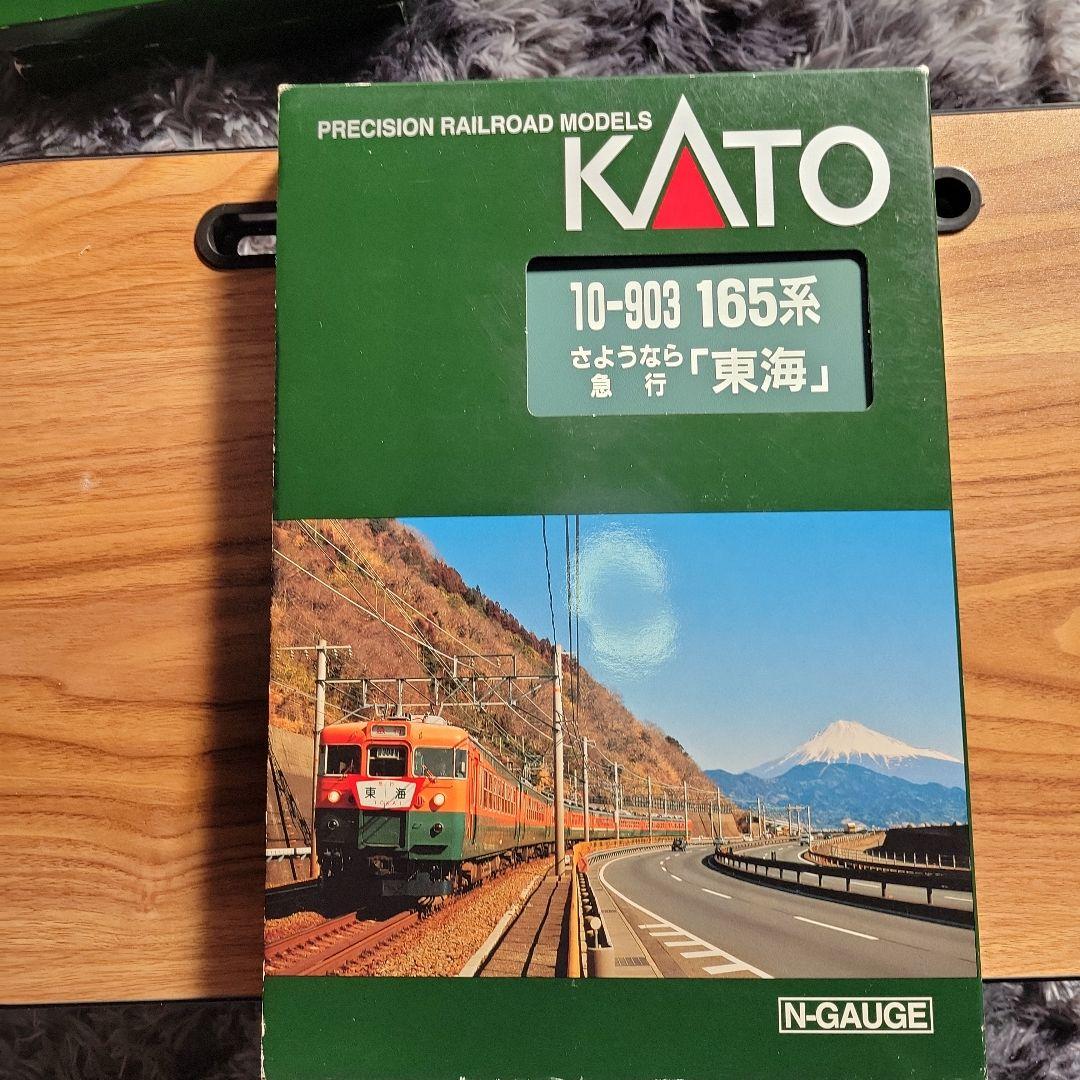 PRECISION RAILROAD MODELS
KATO
10-903 165系
さようなら
急行「東海」
東海
TOKAI
N-GAUGE